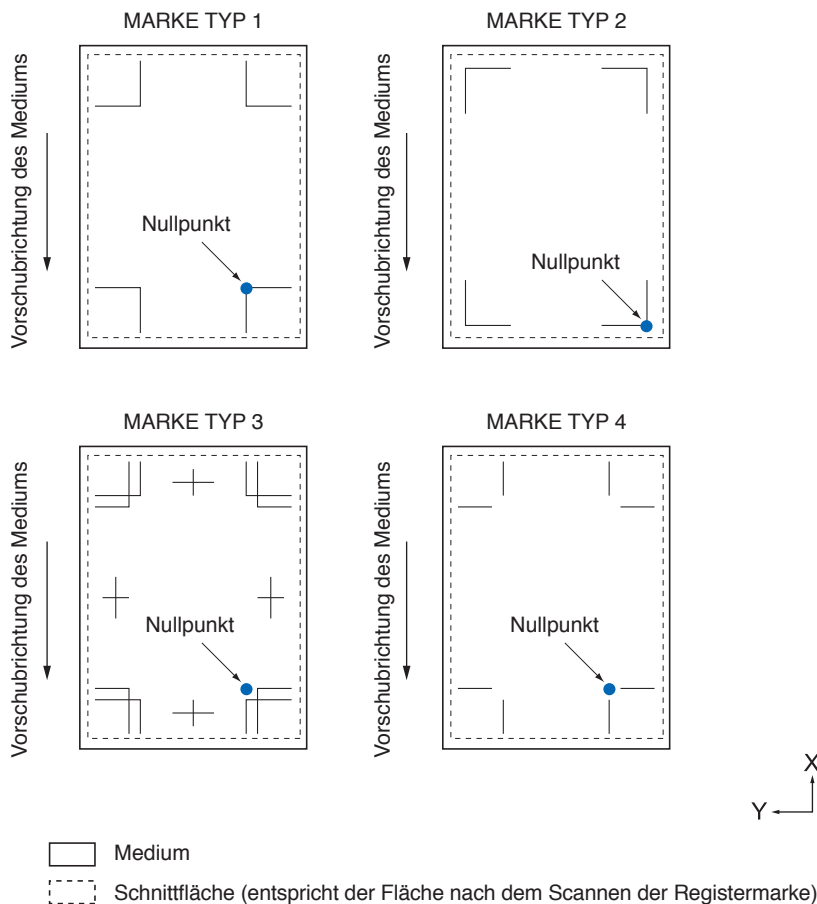 MARKE TYP 1
MARKE TYP 2
Vorschubrichtung des Mediums
Nullpunkt
Vorschubrichtung des Mediums
Nullpunkt
MARKE TYP 3
MARKE TYP 4
Vorschubrichtung des Mediums
Nullpunkt
Vorschubrichtung des Mediums
Nullpunkt
X
Y
Medium
Schnittfläche (entspricht der Fläche nach dem Scannen der Registermarke)